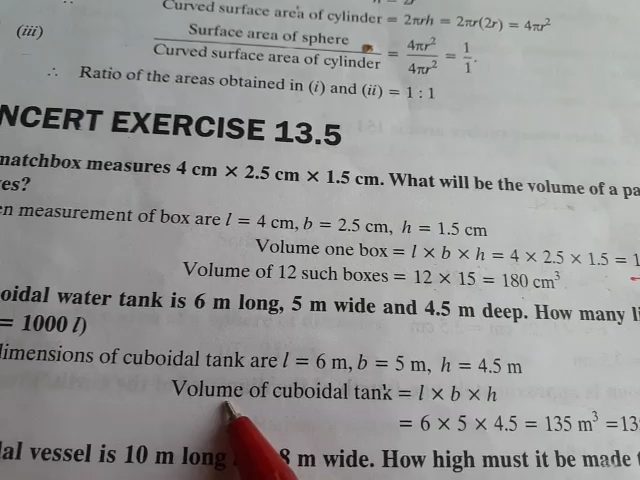 Curved surface area of cylinder = 2πrh = 2πr(2r) = 4πr²
(iii) Surface area of sphere / Curved surface area of cylinder = 4πr² / 4πr² = 1/1.
∴ Ratio of the areas obtained in (i) and (ii) = 1 : 1
NCERT EXERCISE 13.5
matchbox measures 4 cm × 2.5 cm × 1.5 cm. What will be the volume of a pa
es?
en measurement of box are l = 4 cm, b = 2.5 cm, h = 1.5 cm
Volume one box = l × b × h = 4 × 2.5 × 1.5 = 1
Volume of 12 such boxes = 12 × 15 = 180 cm³
oidal water tank is 6 m long, 5 m wide and 4.5 m deep. How many li
= 1000 l)
dimensions of cuboidal tank are l = 6 m, b = 5 m, h = 4.5 m
Volume of cuboidal tank = l × b × h
= 6 × 5 × 4.5 = 135 m³ =13
dal vessel is 10 m long 8 m wide. How high must it be made